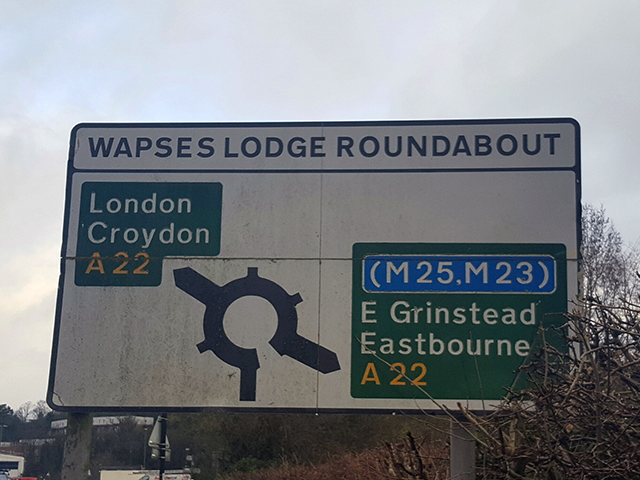 WAPSES LODGE ROUNDABOUT
London
Croydon
A 22
(M 25, M 23)
E Grinstead
Eastbourne
A 22